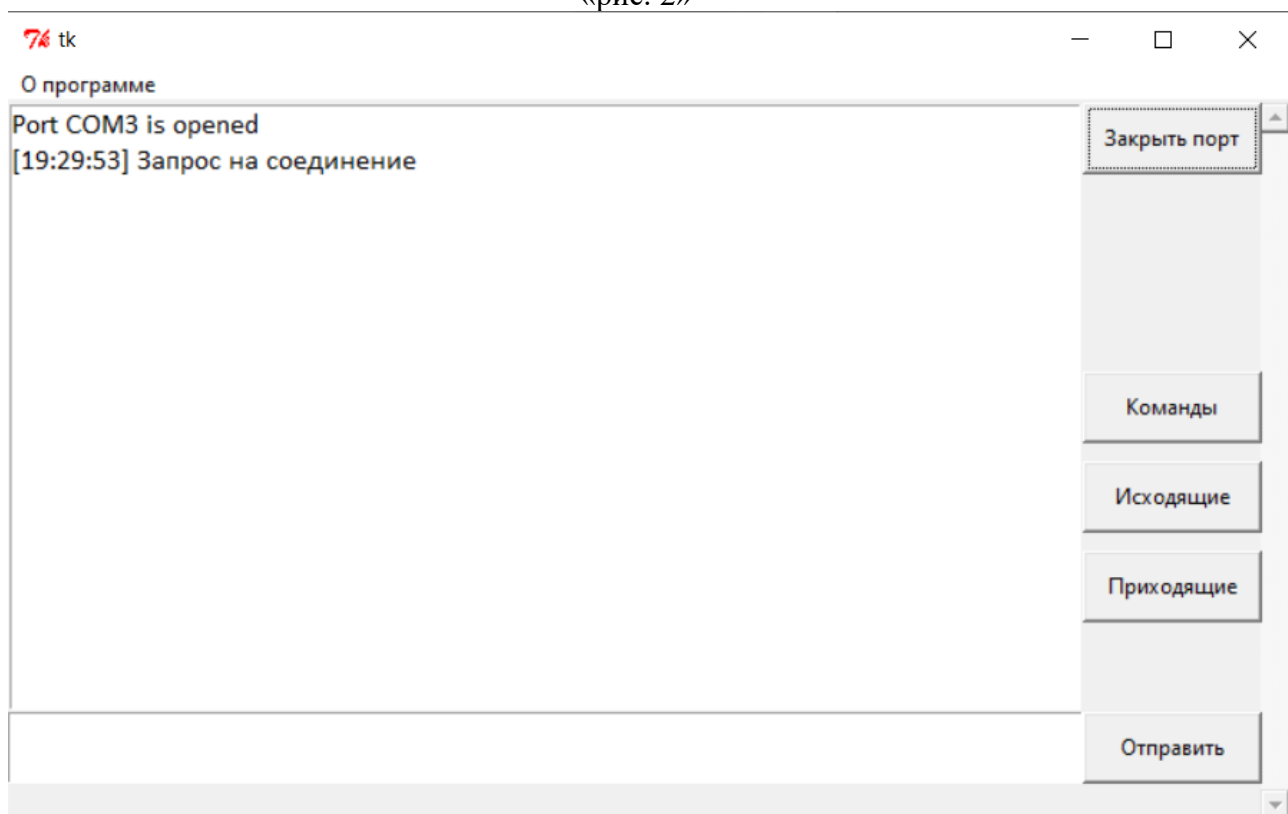 «рис. 2»
tk
О программе
Port COM3 is opened
[19:29:53] Запрос на соединение
Закрыть порт
Команды
Исходящие
Приходящие
Отправить